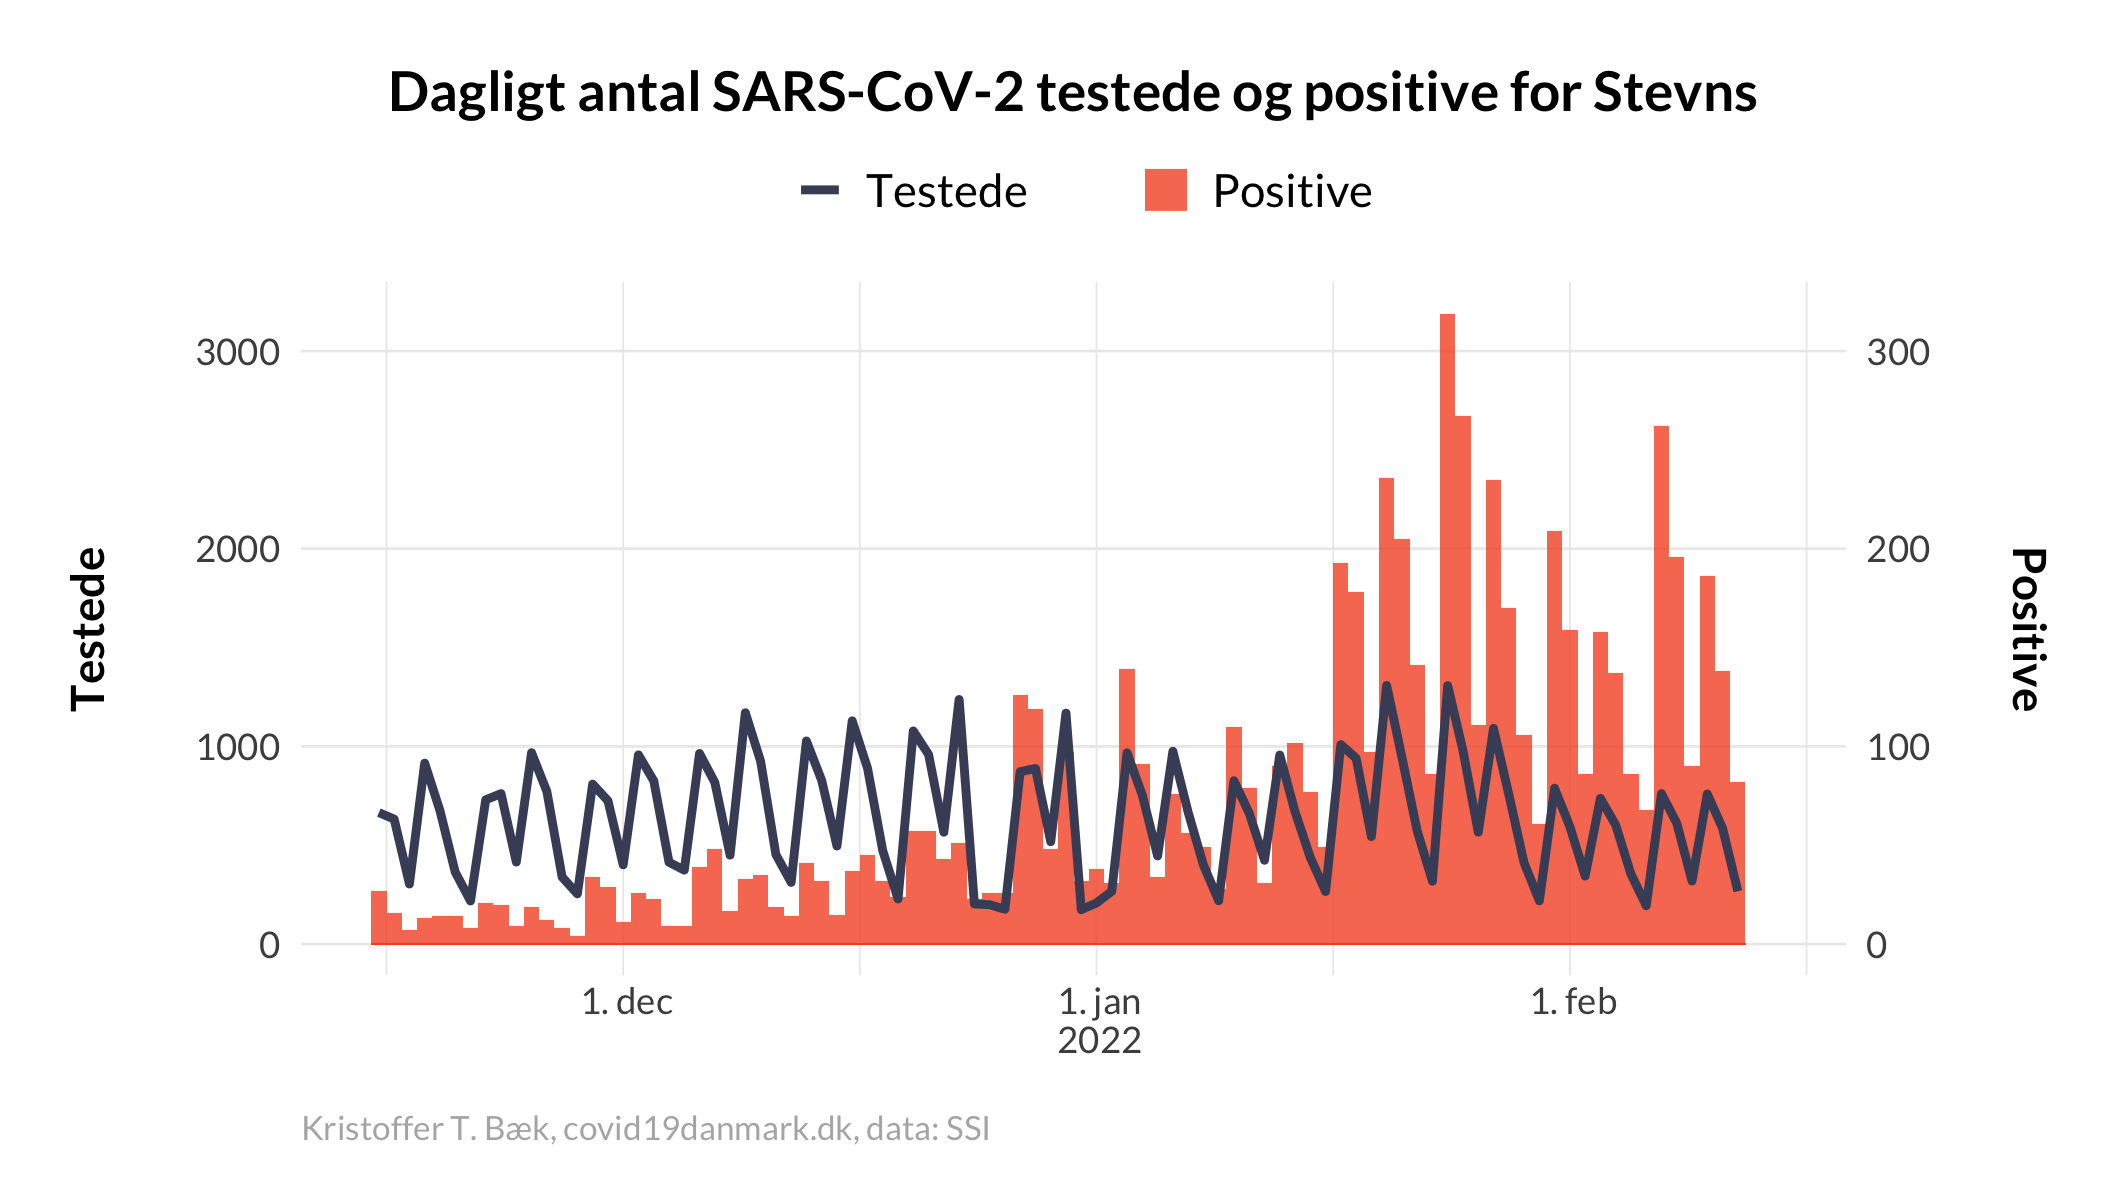 Dagligt antal SARS-CoV-2 testede og positive for Stevns
Testede
Positive
3000
2000
1000
0
Testede
300
200
100
0
Positive
1. dec
1. jan
2022
1. feb
Kristoffer T. Bæk, covid19danmark.dk, data: SSI